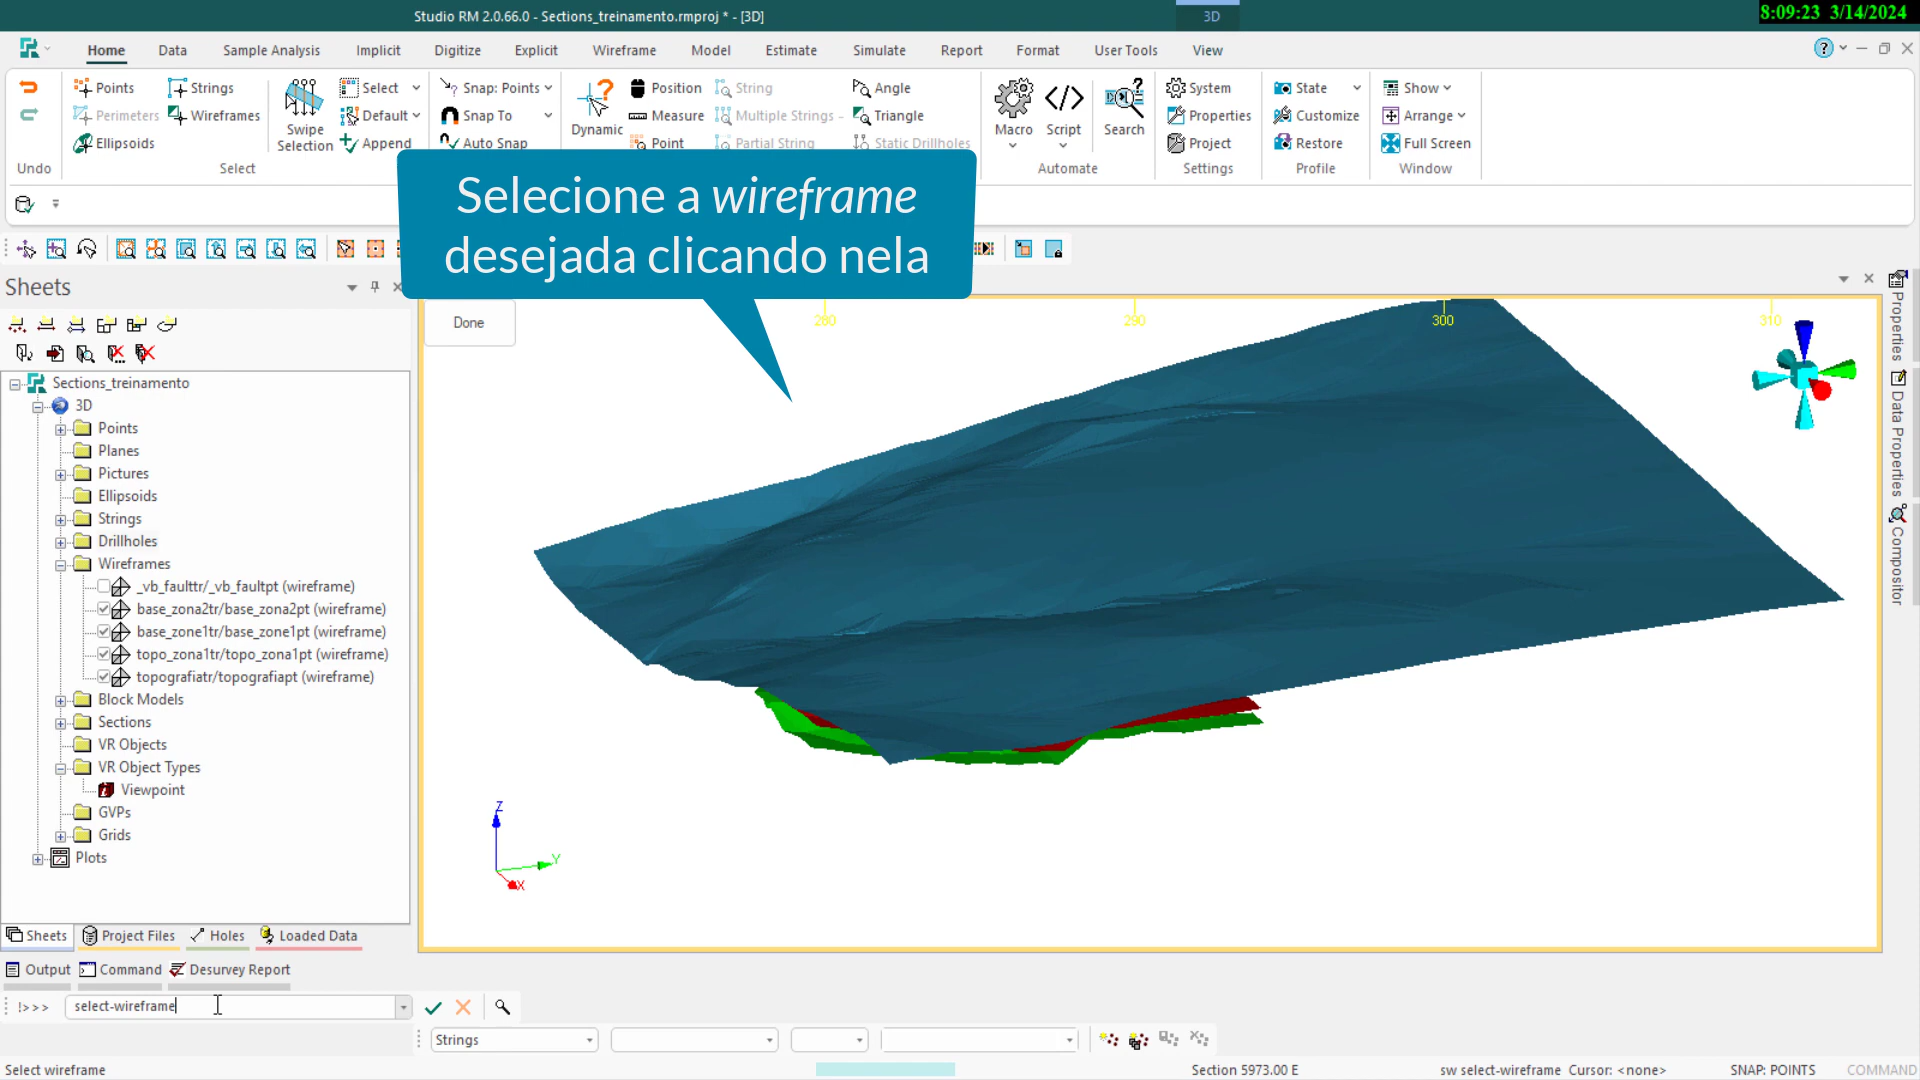 Studio RM 2.0.66.0 - Sections_treinamento.rmproj * - [3D]
3D
8:09:23 3/14/2024
Home
Data
Sample Analysis
Implicit
Digitize
Explicit
Wireframe
Model
Estimate
Simulate
Report
Format
User Tools
View
Points
Strings
Perimeters
Wireframes
Ellipsoids
Swipe
Selection
Select
Default
Append
Snap: Points
Snap To
Auto Snap
Dynamic
Position
Measure
Point
String
Multiple Strings
Partial String
Angle
Triangle
Static Drillholes
Macro
Script
Search
System
Properties
Project
State
Customize
Restore
Show
Arrange
Full Screen
Undo
Select
Automate
Settings
Profile
Window
Selecione a wireframe
desejada clicando nela
Sheets
Done
280
290
300
310
Sections_treinamento
3D
Points
Planes
Pictures
Ellipsoids
Strings
Drillholes
Wireframes
_vb_faulttr/_vb_faultpt (wireframe)
base_zona2tr/base_zona2pt (wireframe)
base_zone1tr/base_zone1pt (wireframe)
topo_zona1tr/topo_zona1pt (wireframe)
topografiatr/topografiapt (wireframe)
Block Models
Sections
VR Objects
VR Object Types
Viewpoint
GVPs
Grids
Plots
Z
Y
X
Properties
Data Properties
Compositor
Sheets
Project Files
Holes
Loaded Data
Output
Command
Desurvey Report
!>>>
select-wireframe
Strings
Select wireframe
Section 5973.00 E
sw select-wireframe
Cursor: <none>
SNAP: POINTS
COMMAND